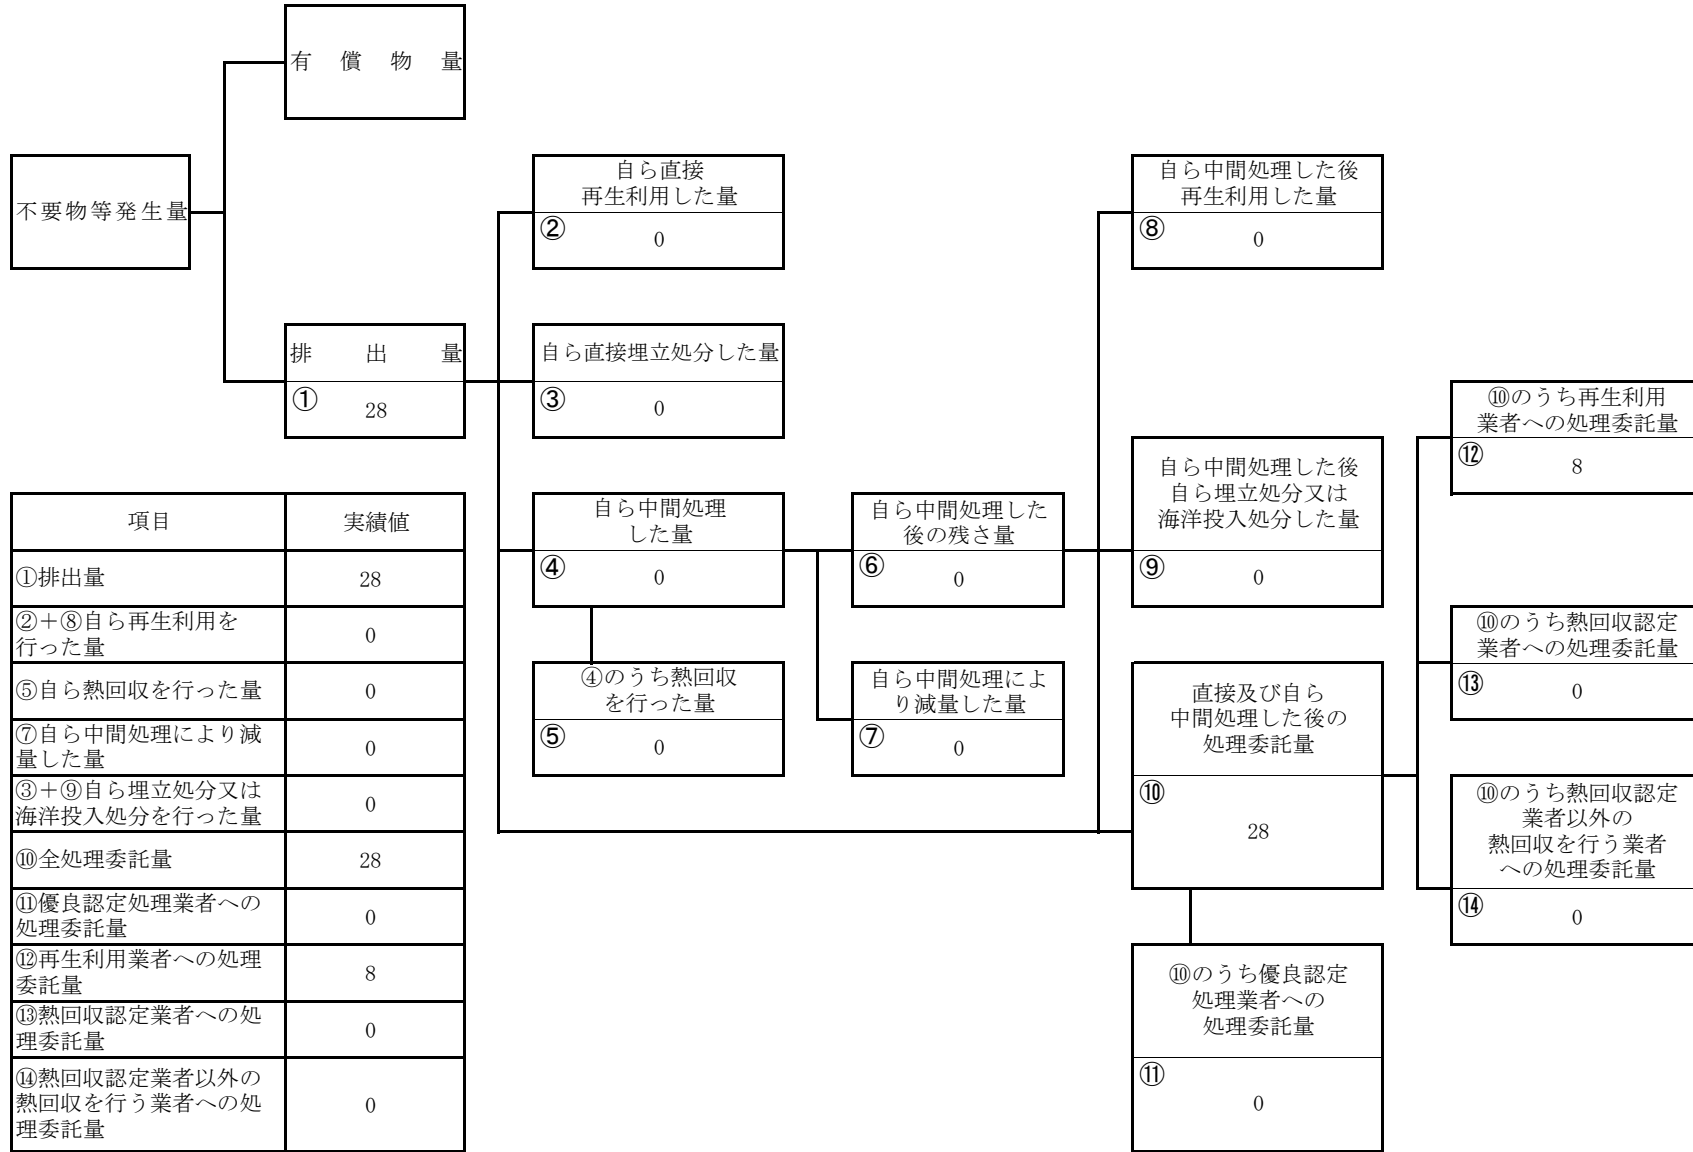 有償物量
不要物等発生量
自ら直接
再生利用した量
②
0
自ら中間処理した後
再生利用した量
⑧
0
排出量
①
28
自ら直接埋立処分した量
③
0
⑩のうち再生利用
業者への処理委託量
⑫
8
自ら中間処理
した量
④
0
自ら中間処理した
後の残さ量
⑥
0
自ら中間処理した後
自ら埋立処分又は
海洋投入処分した量
⑨
0
④のうち熱回収
を行った量
⑤
0
自ら中間処理によ
り減量した量
⑦
0
直接及び自ら
中間処理した後の
処理委託量
⑩
28
⑩のうち熱回収認定
業者への処理委託量
⑬
0
⑩のうち熱回収認定
業者以外の
熱回収を行う業者
への処理委託量
⑭
0
⑩のうち優良認定
処理業者への
処理委託量
⑪
0
項目 実績値
①排出量 28
②＋⑧自ら再生利用を
行った量 0
⑤自ら熱回収を行った量 0
⑦自ら中間処理により減
量した量 0
③＋⑨自ら埋立処分又は
海洋投入処分を行った量 0
⑩全処理委託量 28
⑪優良認定処理業者への
処理委託量 0
⑫再生利用業者への処理
委託量 8
⑬熱回収認定業者への処
理委託量 0
⑭熱回収認定業者以外の
熱回収を行う業者への処 0
理委託量